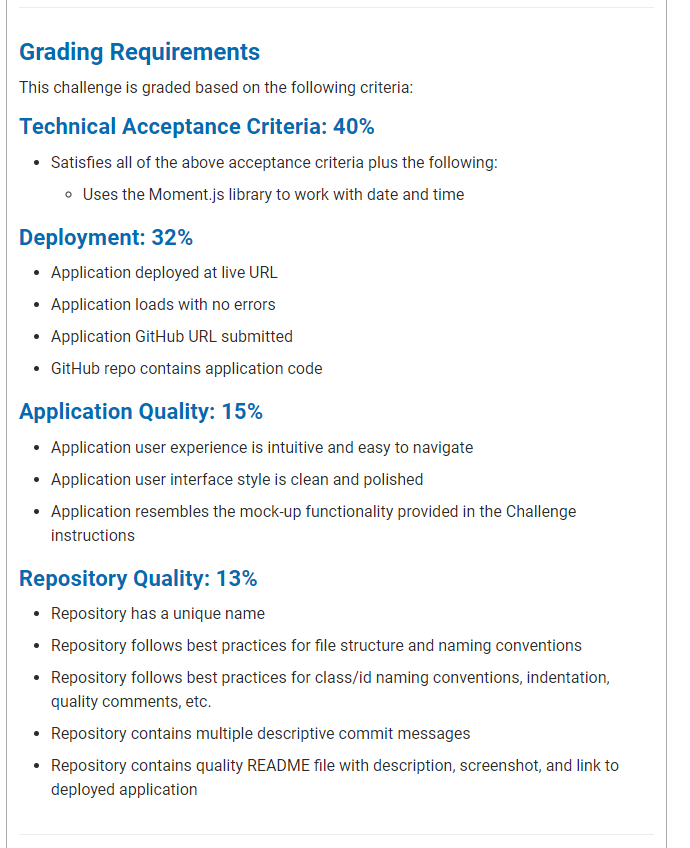 Grading Requirements
This challenge is graded based on the following criteria:
Technical Acceptance Criteria: 40%
Satisfies all of the above acceptance criteria plus the following:
Uses the Moment.js library to work with date and time
Deployment: 32%
Application deployed at live URL
Application loads with no errors
Application GitHub URL submitted
GitHub repo contains application code
Application Quality: 15%
Application user experience is intuitive and easy to navigate
Application user interface style is clean and polished
Application resembles the mock-up functionality provided in the Challenge
instructions
Repository Quality: 13%
Repository has a unique name
Repository follows best practices for file structure and naming conventions
Repository follows best practices for class/id naming conventions, indentation,
quality comments, etc.
Repository contains multiple descriptive commit messages
Repository contains quality README file with description, screenshot, and link to
deployed application